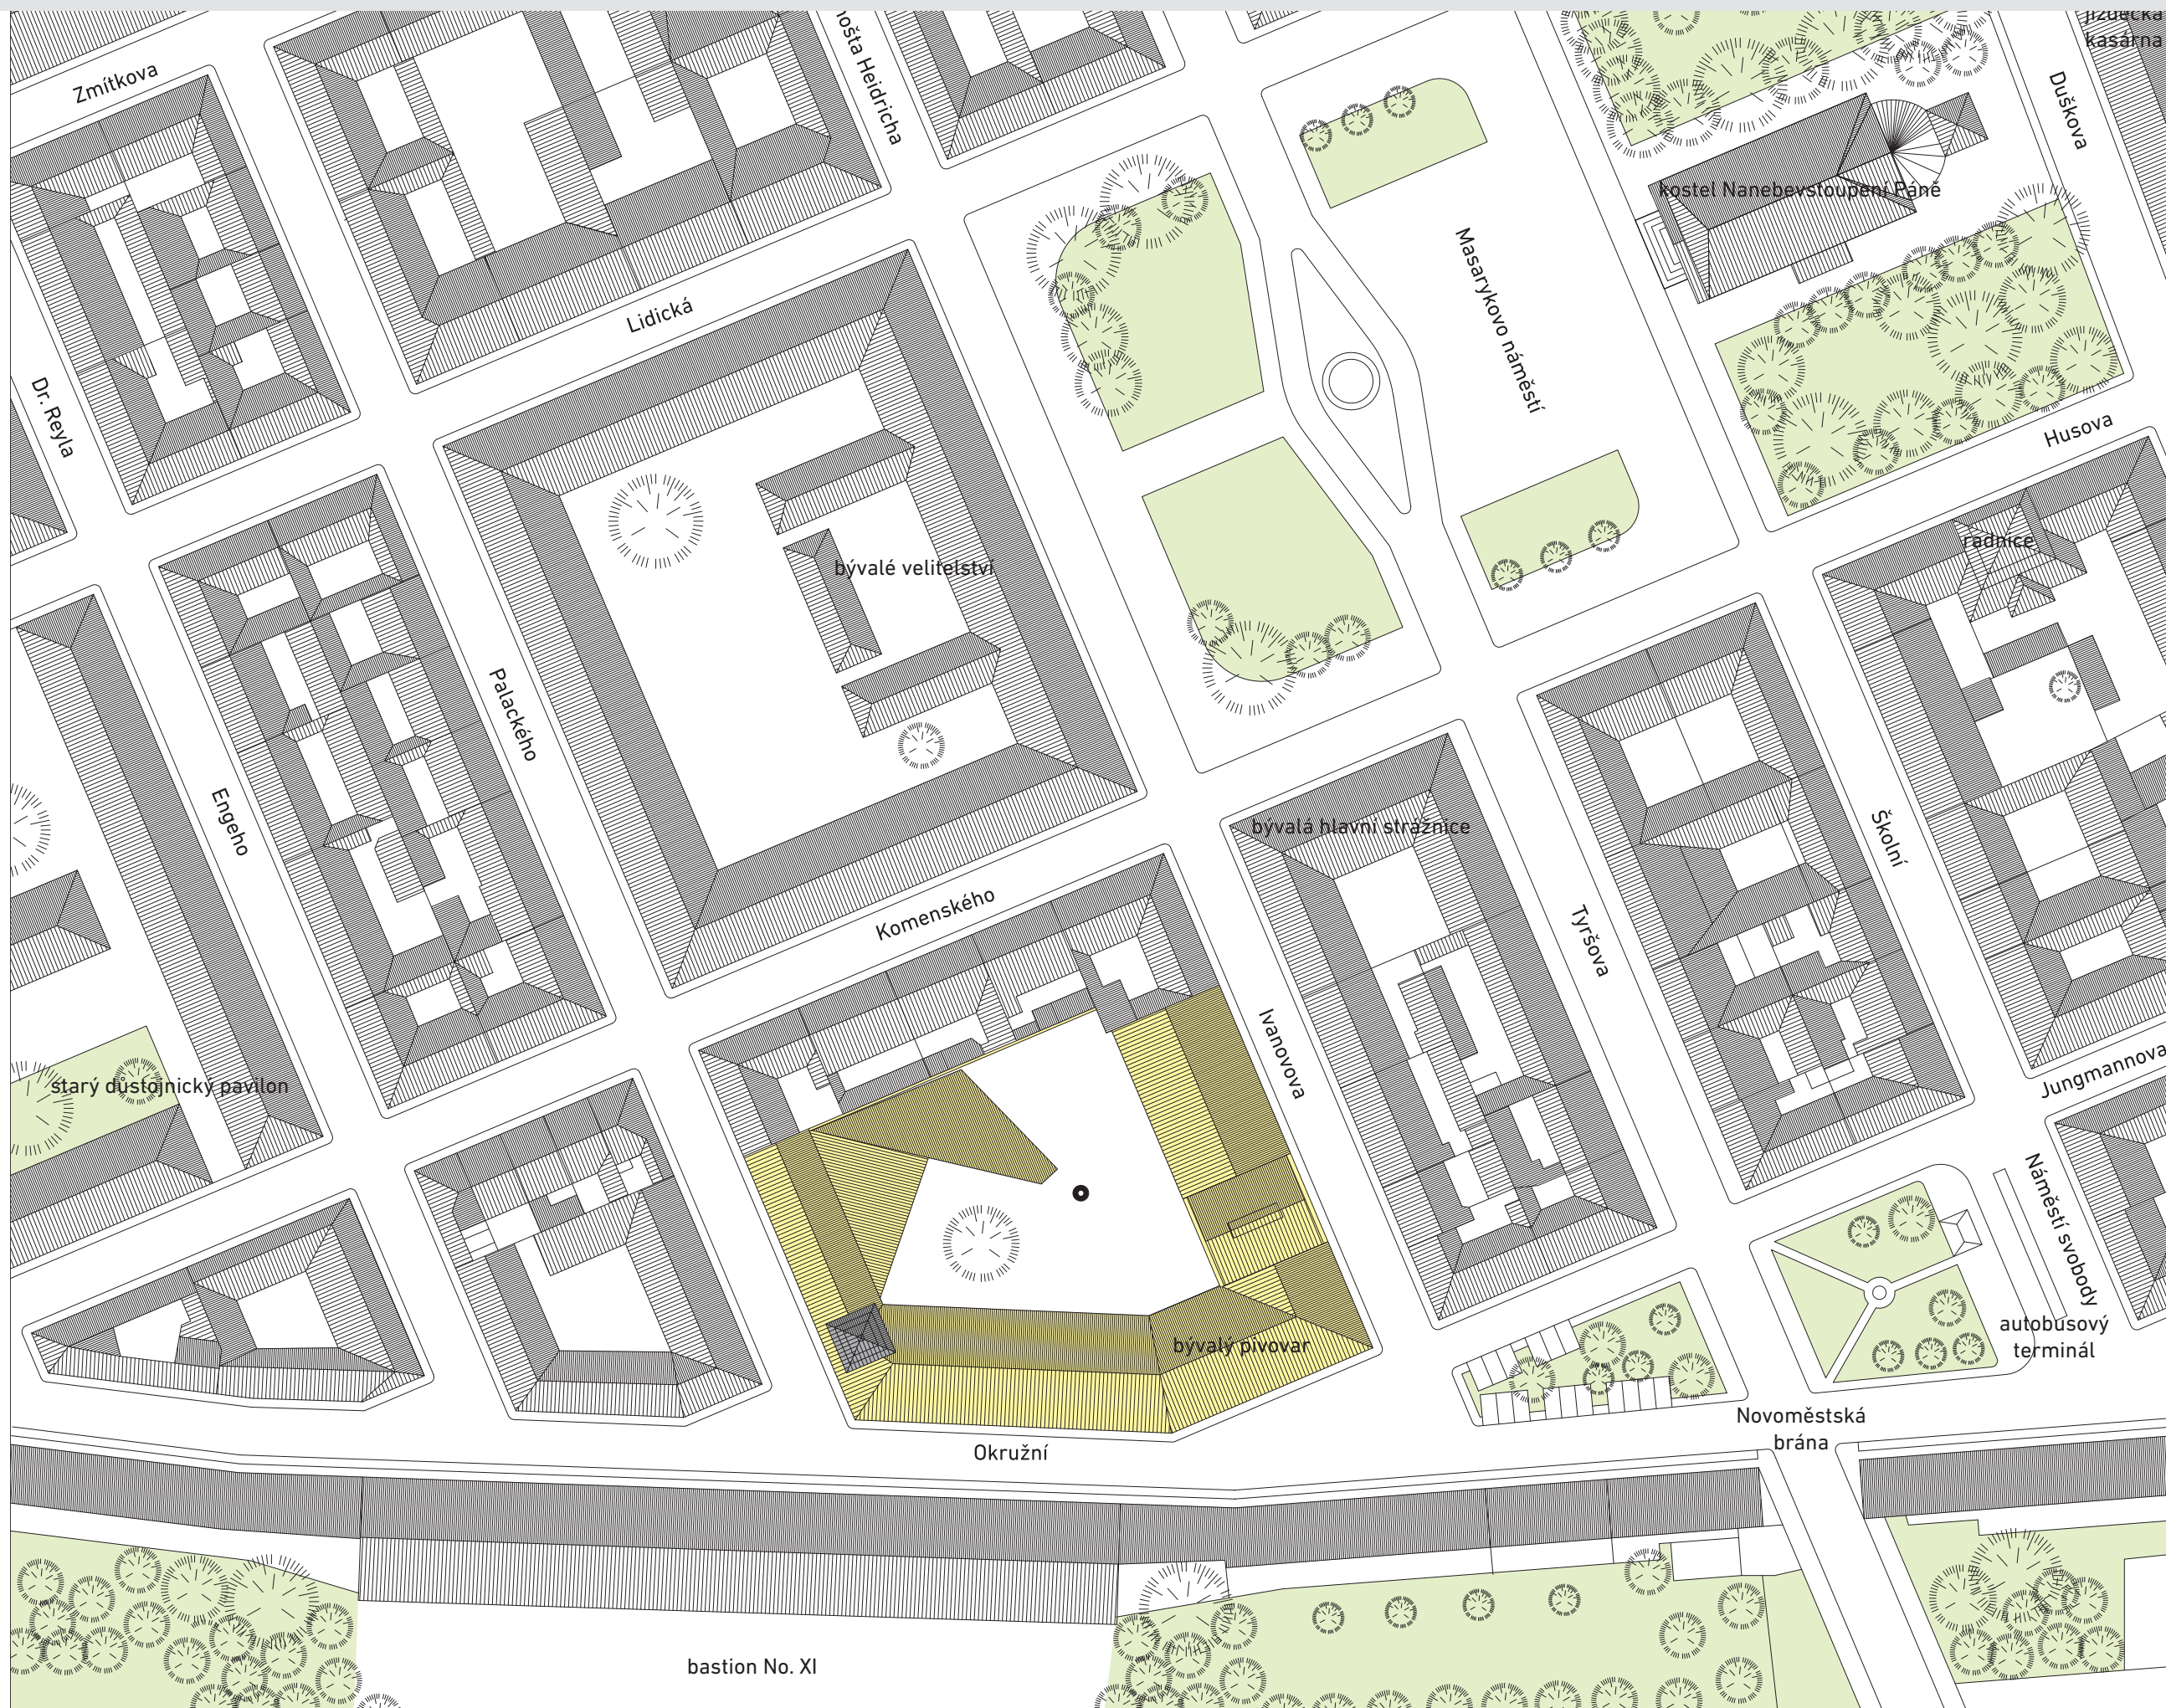 jízdecká
kasárna
Zmítkova
Heidricha
Duškova
kostel Nanebevstoupení Páně
Lidická
Masarykovo náměstí
Dr. Reyla
Husova
radnice
bývalé velitelství
Palackého
Engeho
bývalá hlavní strážnice
Školní
Komenského
Tyršova
Ivanovova
Jungmannova
starý důstojnický pavilon
Náměstí svobody
autobusový
terminál
bývalý pivovar
Novoměstská
brána
Okružní
bastion No. XI